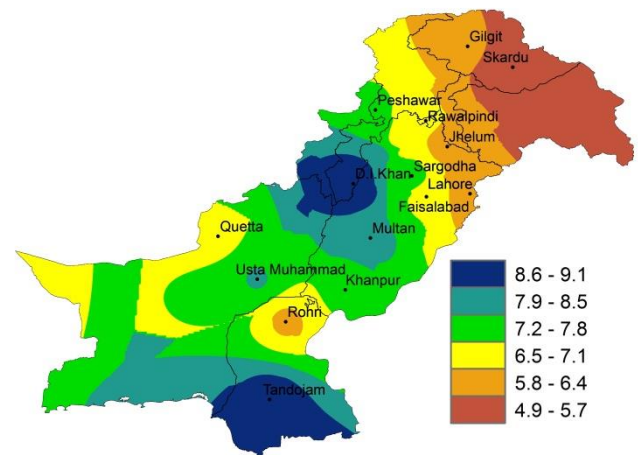 Gilgit
Skardu
Peshawar
Rawalpindi
Jhelum
D.I.Khan
Sargodha
Lahore
Faisalabad
Quetta
Multan
Usta Muhammad
Khanpur
Rohri
Tandojam
8.6 - 9.1
7.9 - 8.5
7.2 - 7.8
6.5 - 7.1
5.8 - 6.4
4.9 - 5.7